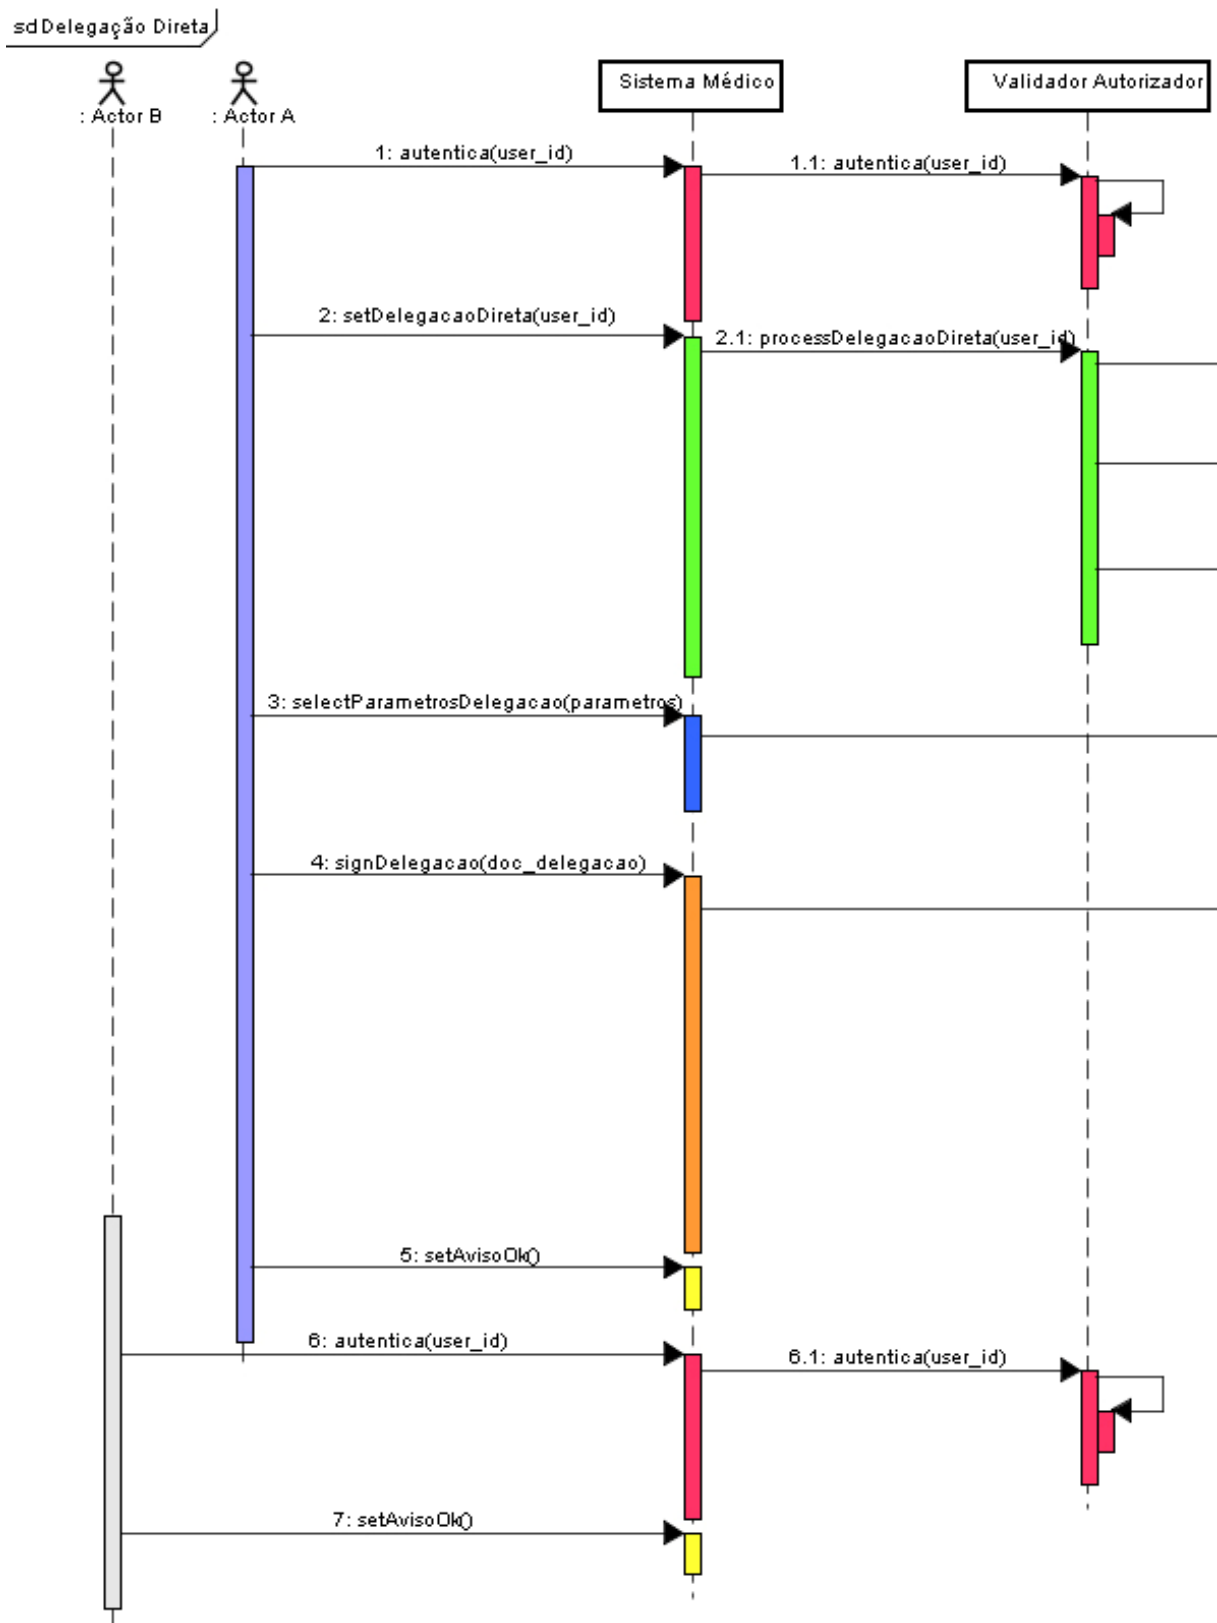 sd Delegação Direta
: Actor B
: Actor A
Sistema Médico
Validador Autorizador
1: autentica(user_id)
1.1: autentica(user_id)
2: setDelegacaoDireta(user_id)
2.1: processDelegacaoDireta(user_id)
3: selectParametrosDelegacao(parametros)
4: signDelegacao(doc_delegacao)
5: setAvisoOk()
6: autentica(user_id)
6.1: autentica(user_id)
7: setAvisoOk()